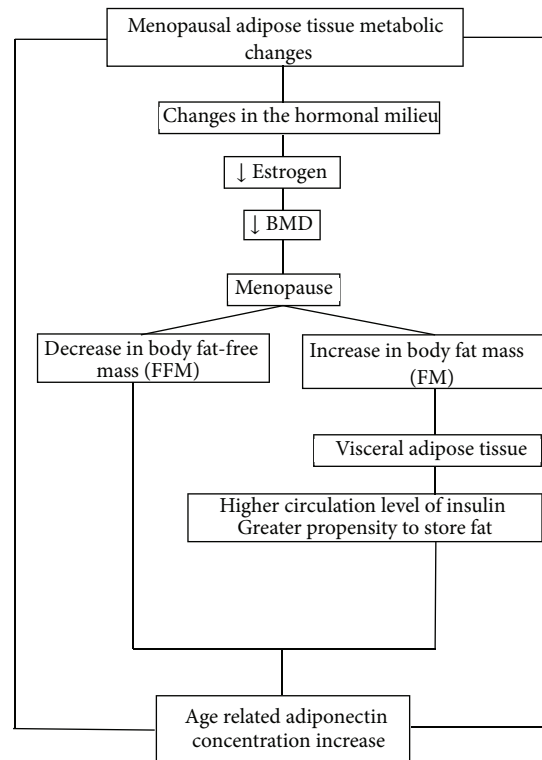 Menopausal adipose tissue metabolic
changes
Changes in the hormonal milieu
↓ Estrogen
↓ BMD
Menopause
Decrease in body fat-free
mass (FFM)
Increase in body fat mass
(FM)
Visceral adipose tissue
Higher circulation level of insulin
Greater propensity to store fat
Age related adiponectin
concentration increase